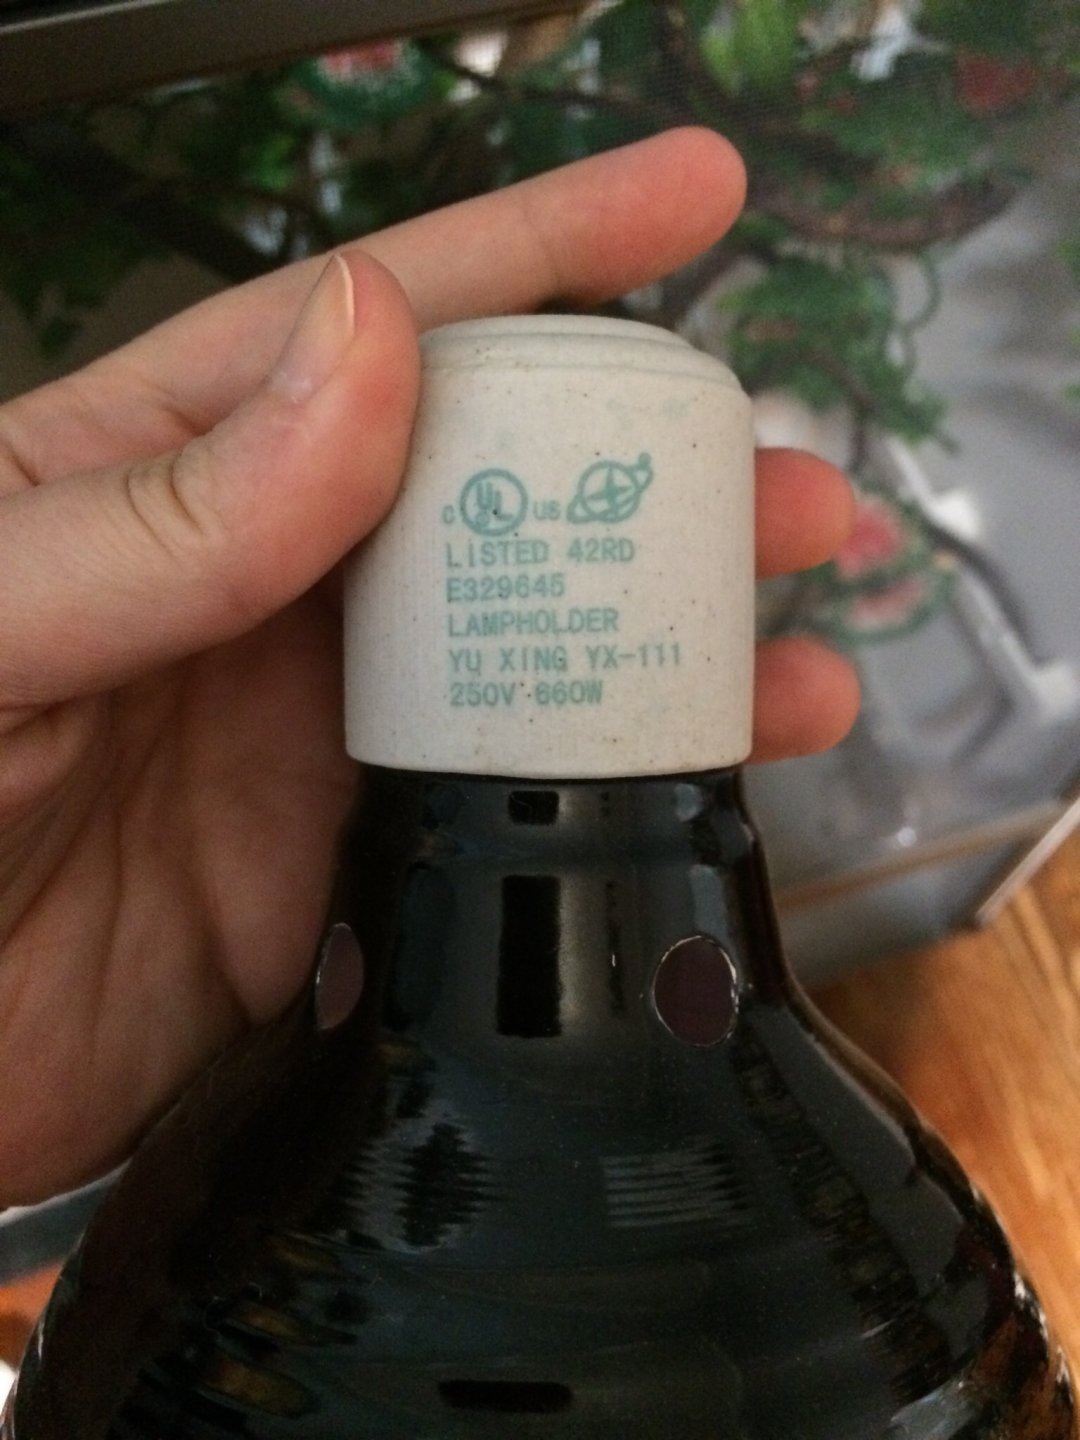 c UL us
LISTED 42RD
E329645
LAMPHOLDER
YU XING YX-111
250V 660W